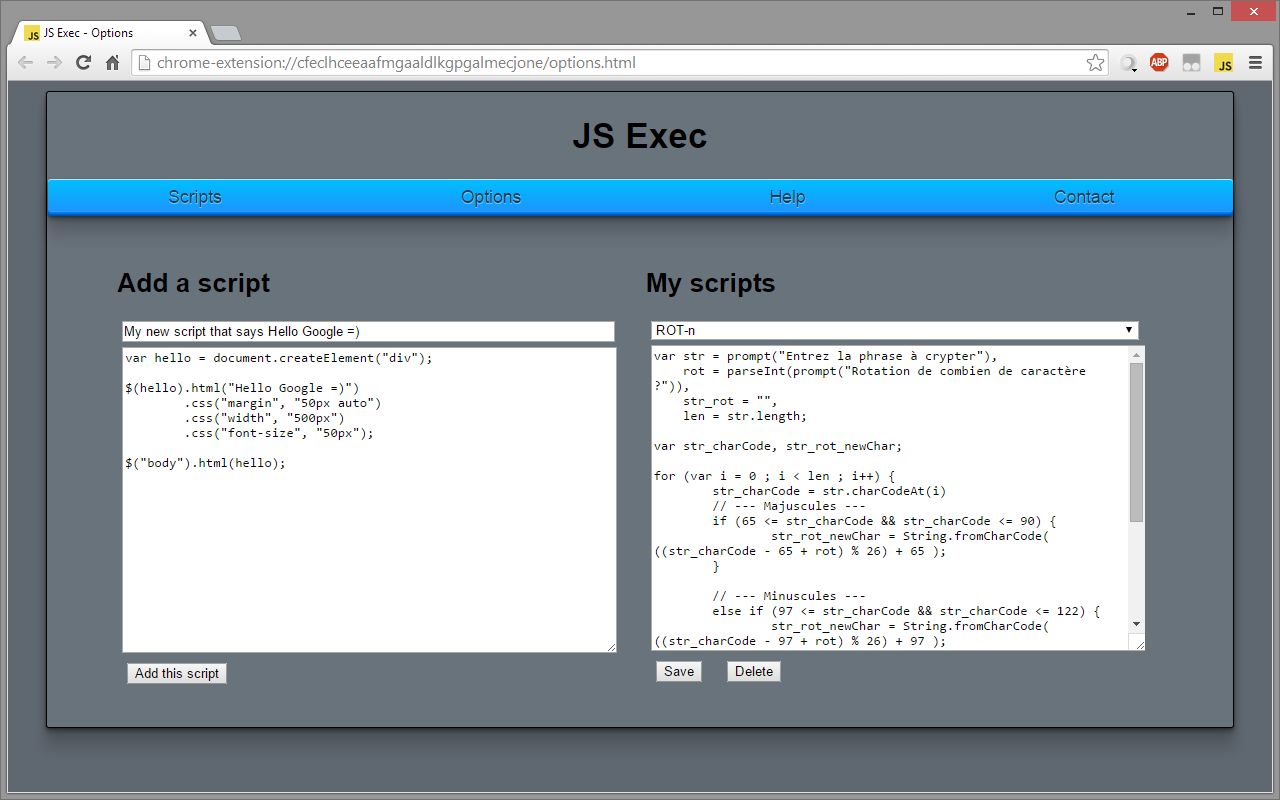 JS JS Exec - Options
chrome-extension://cfeclhceeaafmgaaldlkgpgalmecjone/options.html
ABP
JS
JS Exec
Scripts Options Help Contact
Add a script
My new script that says Hello Google =)
var hello = document.createElement("div");
$(hello).html("Hello Google =)")
.css("margin", "50px auto")
.css("width", "500px")
.css("font-size", "50px");
$("body").html(hello);
Add this script
My scripts
ROT-n
var str = prompt("Entrez la phrase à crypter"),
rot = parseInt(prompt("Rotation de combien de caractère
?")),
str_rot = "",
len = str.length;
var str_charCode, str_rot_newChar;
for (var i = 0 ; i < len ; i++) {
str_charCode = str.charCodeAt(i)
// --- Majuscules ---
if (65 <= str_charCode && str_charCode <= 90) {
str_rot_newChar = String.fromCharCode(
((str_charCode - 65 + rot) % 26) + 65 );
}
// --- Minuscules ---
else if (97 <= str_charCode && str_charCode <= 122) {
str_rot_newChar = String.fromCharCode(
((str_charCode - 97 + rot) % 26) + 97 );
Save Delete